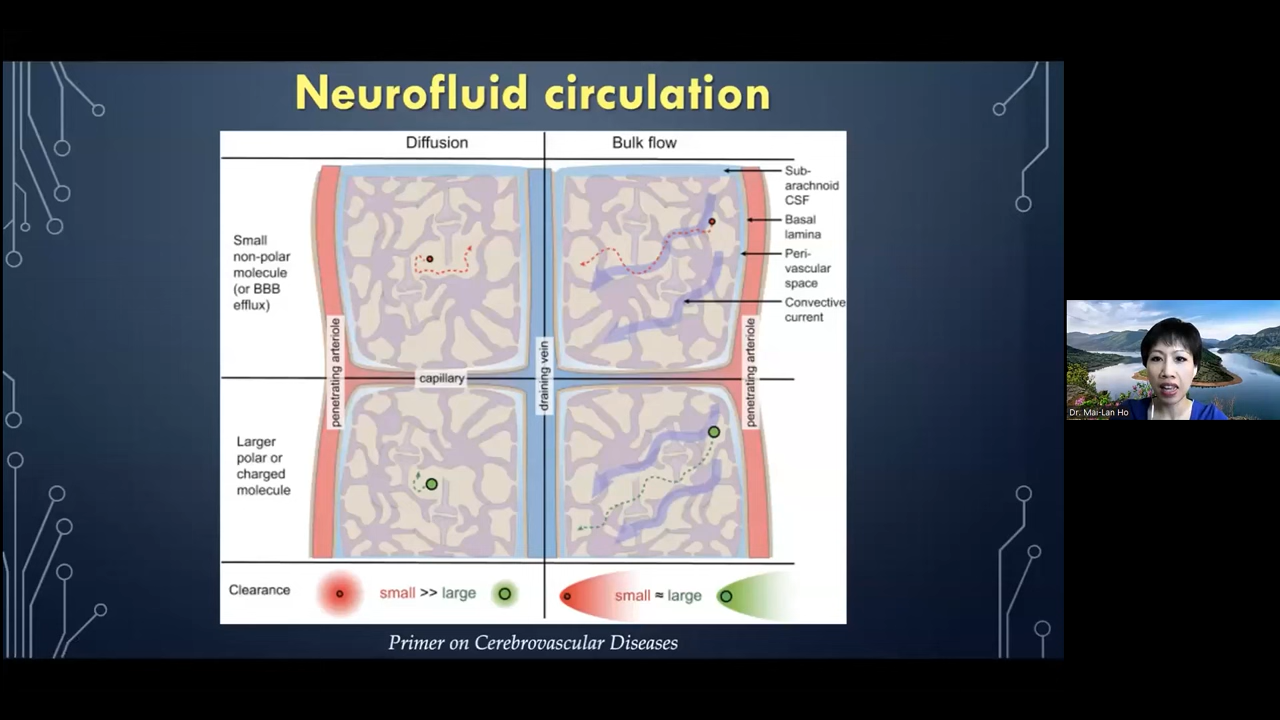 Neurofluid circulation
Diffusion
Bulk flow
Sub-
arachnoid
CSF
Basal
lamina
Peri-
vascular
space
Convective
current
Small
non-polar
molecule
(or BBB
efflux)
penetrating arteriole
capillary
draining vein
penetrating arteriole
Larger
polar or
charged
molecule
Clearance
small >> large
small ≈ large
Primer on Cerebrovascular Diseases
Dr. Mai-Lan Ho